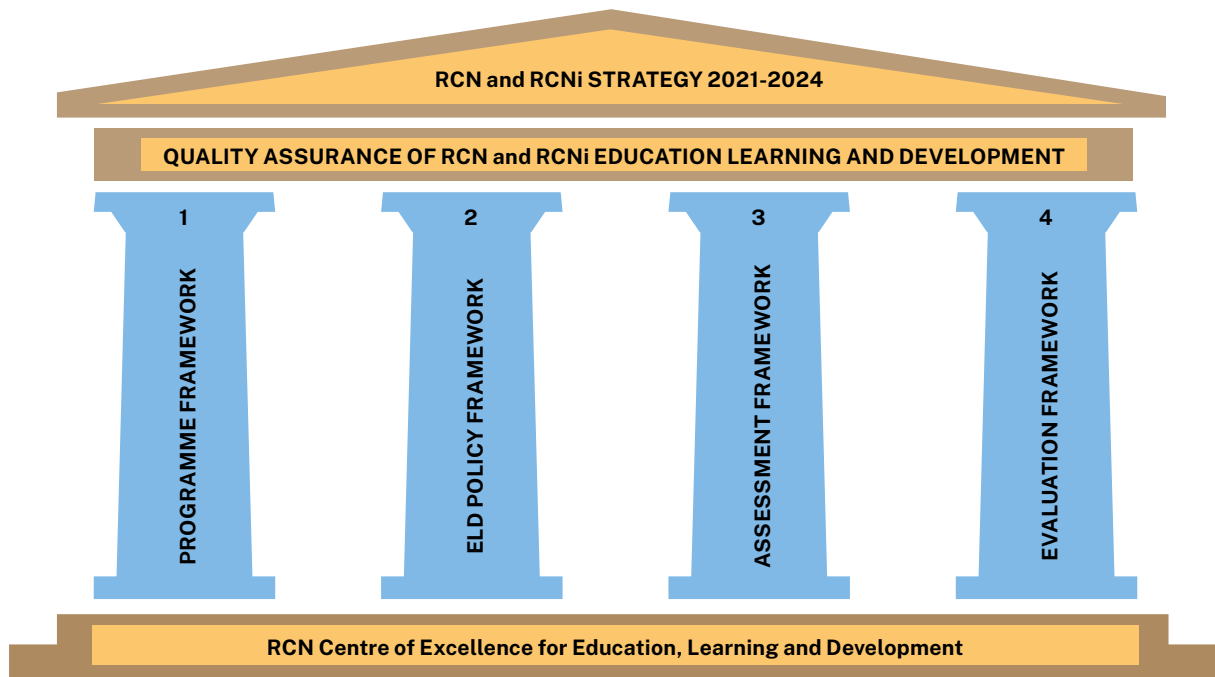 RCN and RCNi STRATEGY 2021-2024
QUALITY ASSURANCE OF RCN and RCNi EDUCATION LEARNING AND DEVELOPMENT
1
PROGRAMME FRAMEWORK
2
ELD POLICY FRAMEWORK
3
ASSESSMENT FRAMEWORK
4
EVALUATION FRAMEWORK
RCN Centre of Excellence for Education, Learning and Development